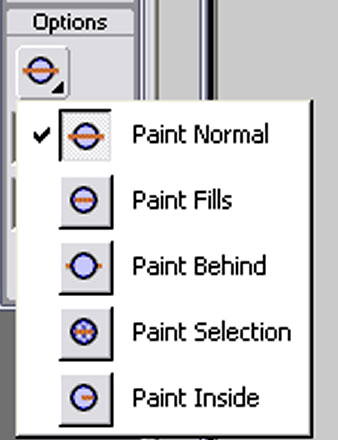 Options
Paint Normal
Paint Fills
Paint Behind
Paint Selection
Paint Inside